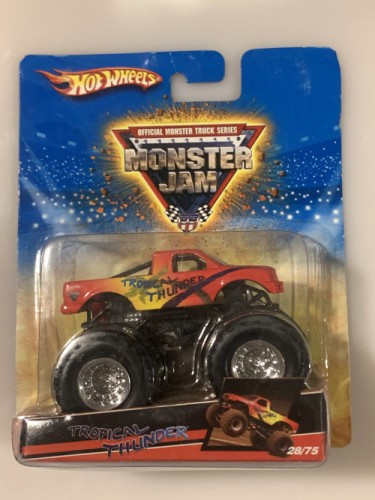 HOT WHEELS
OFFICIAL MONSTER TRUCK SERIES
MONSTER
JAM
TROPICAL
THUNDER
TROPICAL
THUNDER
28/75